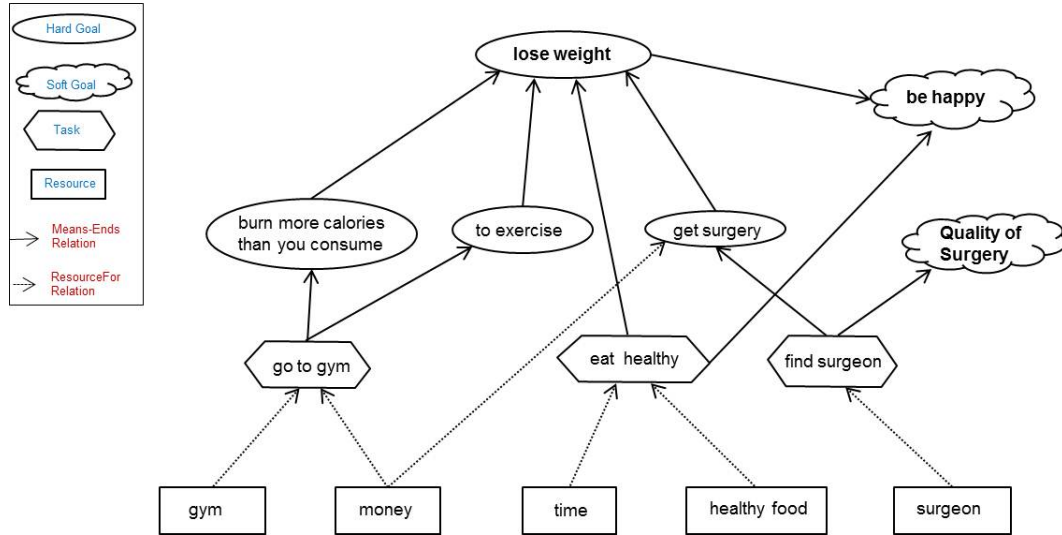 Hard Goal
Soft Goal
Task
Resource
Means-Ends
Relation
ResourceFor
Relation
lose weight
be happy
burn more calories
than you consume
to exercise
get surgery
Quality of
Surgery
go to gym
eat healthy
find surgeon
gym
money
time
healthy food
surgeon